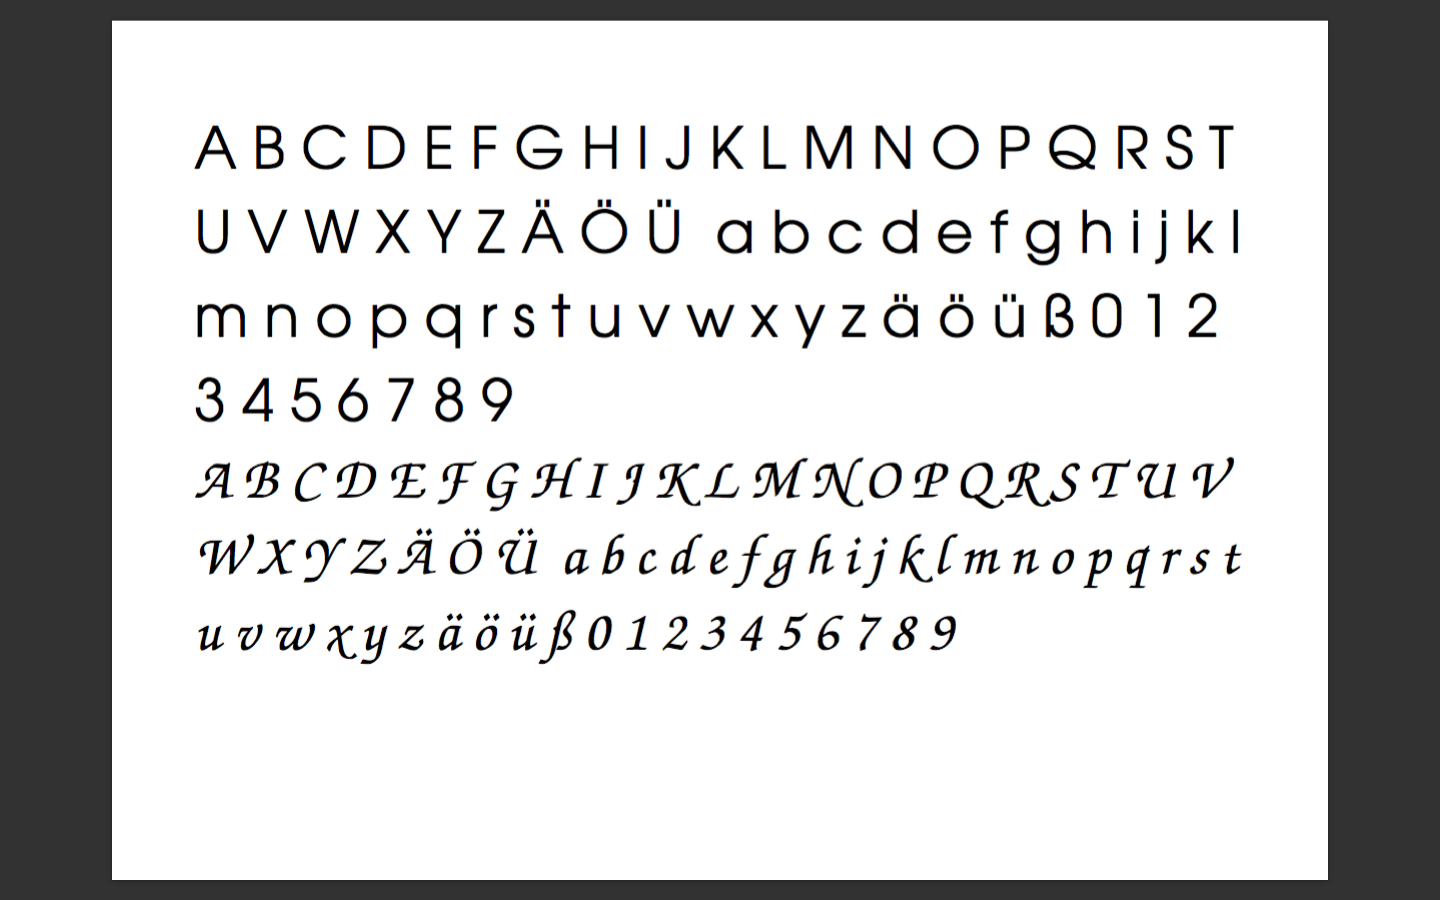 A B C D E F G H I J K L M N O P Q R S T
U V W X Y Z Ä Ö Ü a b c d e f g h i j k l
m n o p q r s t u v w x y z ä ö ü ß 0 1 2
3 4 5 6 7 8 9
A B C D E F G H I J K L M N O P Q R S T U V
W X Y Z Ä Ö Ü a b c d e f g h i j k l m n o p q r s t
u v w x y z ä ö ü ß 0 1 2 3 4 5 6 7 8 9